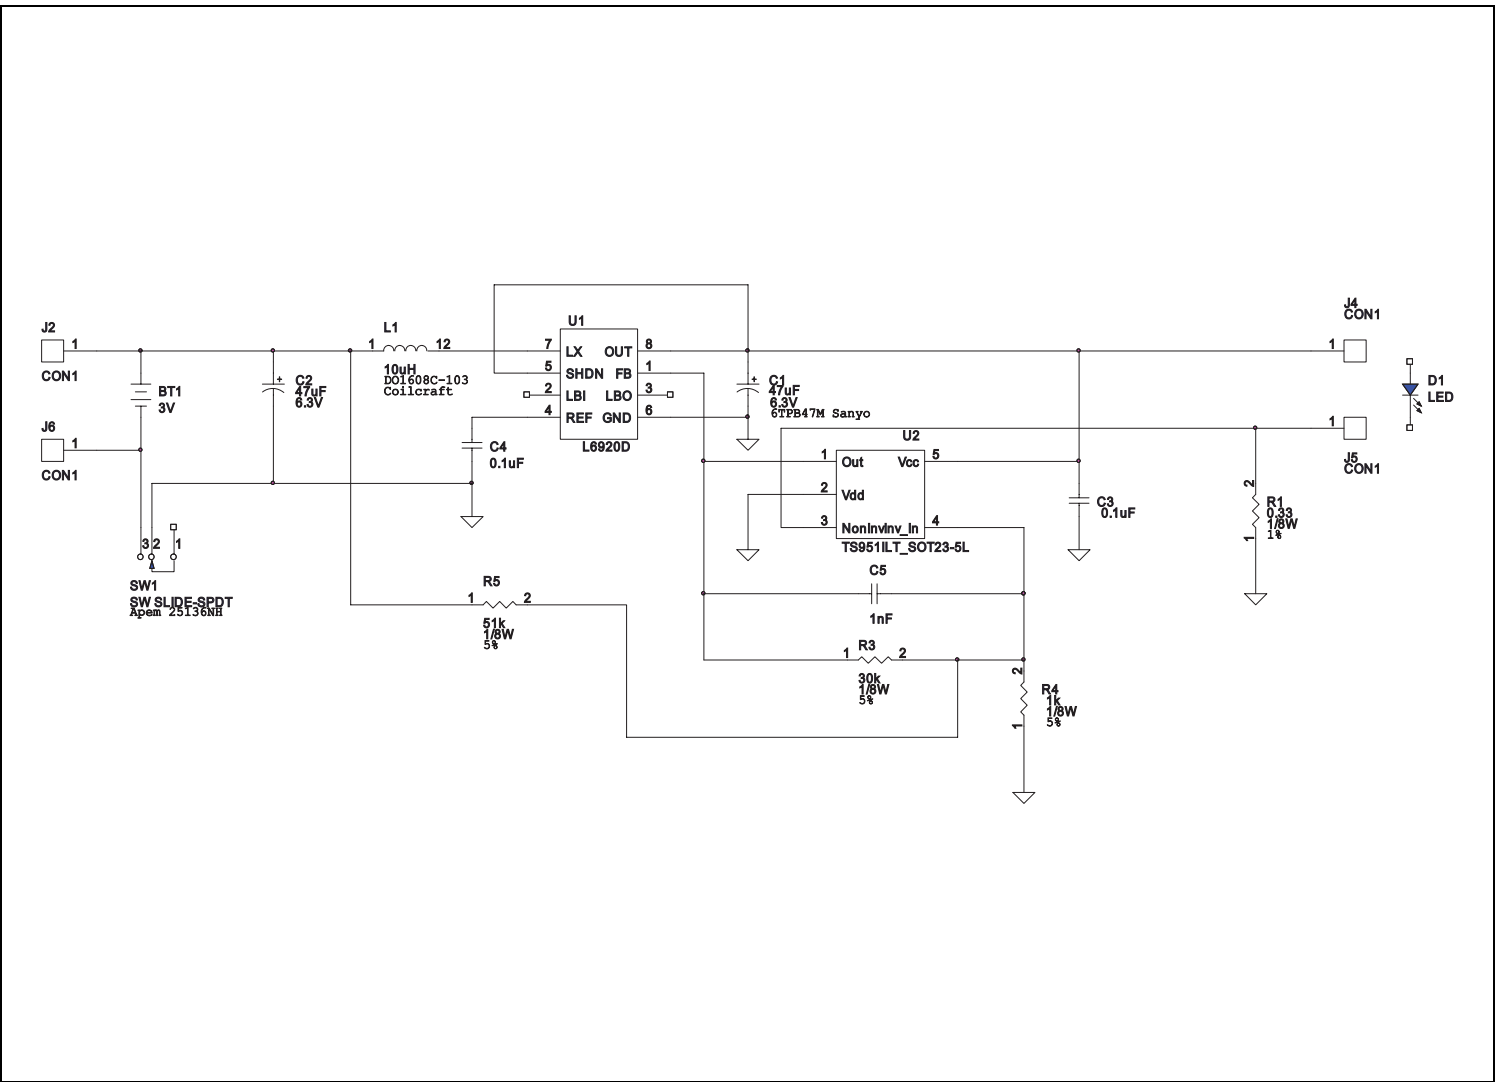 J2
1
CON1
BT1
3V
J6
1
CON1
C2
47uF
6.3V
L1
1 12
10uH
DO1608C-103
Coilcraft
U1
7 LX OUT 8
5 SHDN FB 1
2 LBI LBO 3
4 REF GND 6
L6920D
C4
0.1uF
C1
47uF
6.3V
6TPB47M Sanyo
U2
1 Out Vcc 5
2 Vdd
3 NonInvInv_In 4
TS951ILT_SOT23-5L
C3
0.1uF
J4
CON1
1
D1
LED
1
J5
CON1
2
R1
0.33
1/8W
1%
1
3 2 1
SW1
SW SLIDE-SPDT
Apem 25136NH
R5
1 2
51k
1/8W
5%
C5
1nF
R3
1 2
30k
1/8W
5%
2
R4
1k
1/8W
5%
1